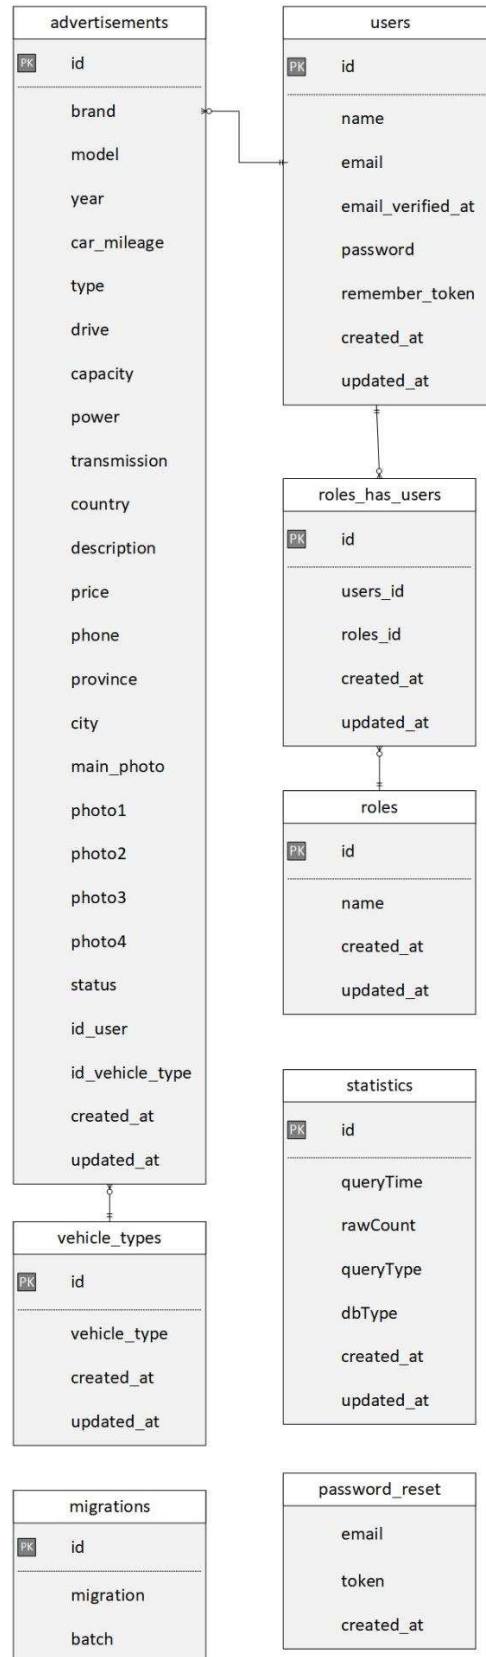 advertisements
PK id
brand
model
year
car_mileage
type
drive
capacity
power
transmission
country
description
price
phone
province
city
main_photo
photo1
photo2
photo3
photo4
status
id_user
id_vehicle_type
created_at
updated_at
vehicle_types
PK id
vehicle_type
created_at
updated_at
migrations
PK id
migration
batch
users
PK id
name
email
email_verified_at
password
remember_token
created_at
updated_at
roles_has_users
PK id
users_id
roles_id
created_at
updated_at
roles
PK id
name
created_at
updated_at
statistics
PK id
queryTime
rawCount
queryType
dbType
created_at
updated_at
password_reset
email
token
created_at